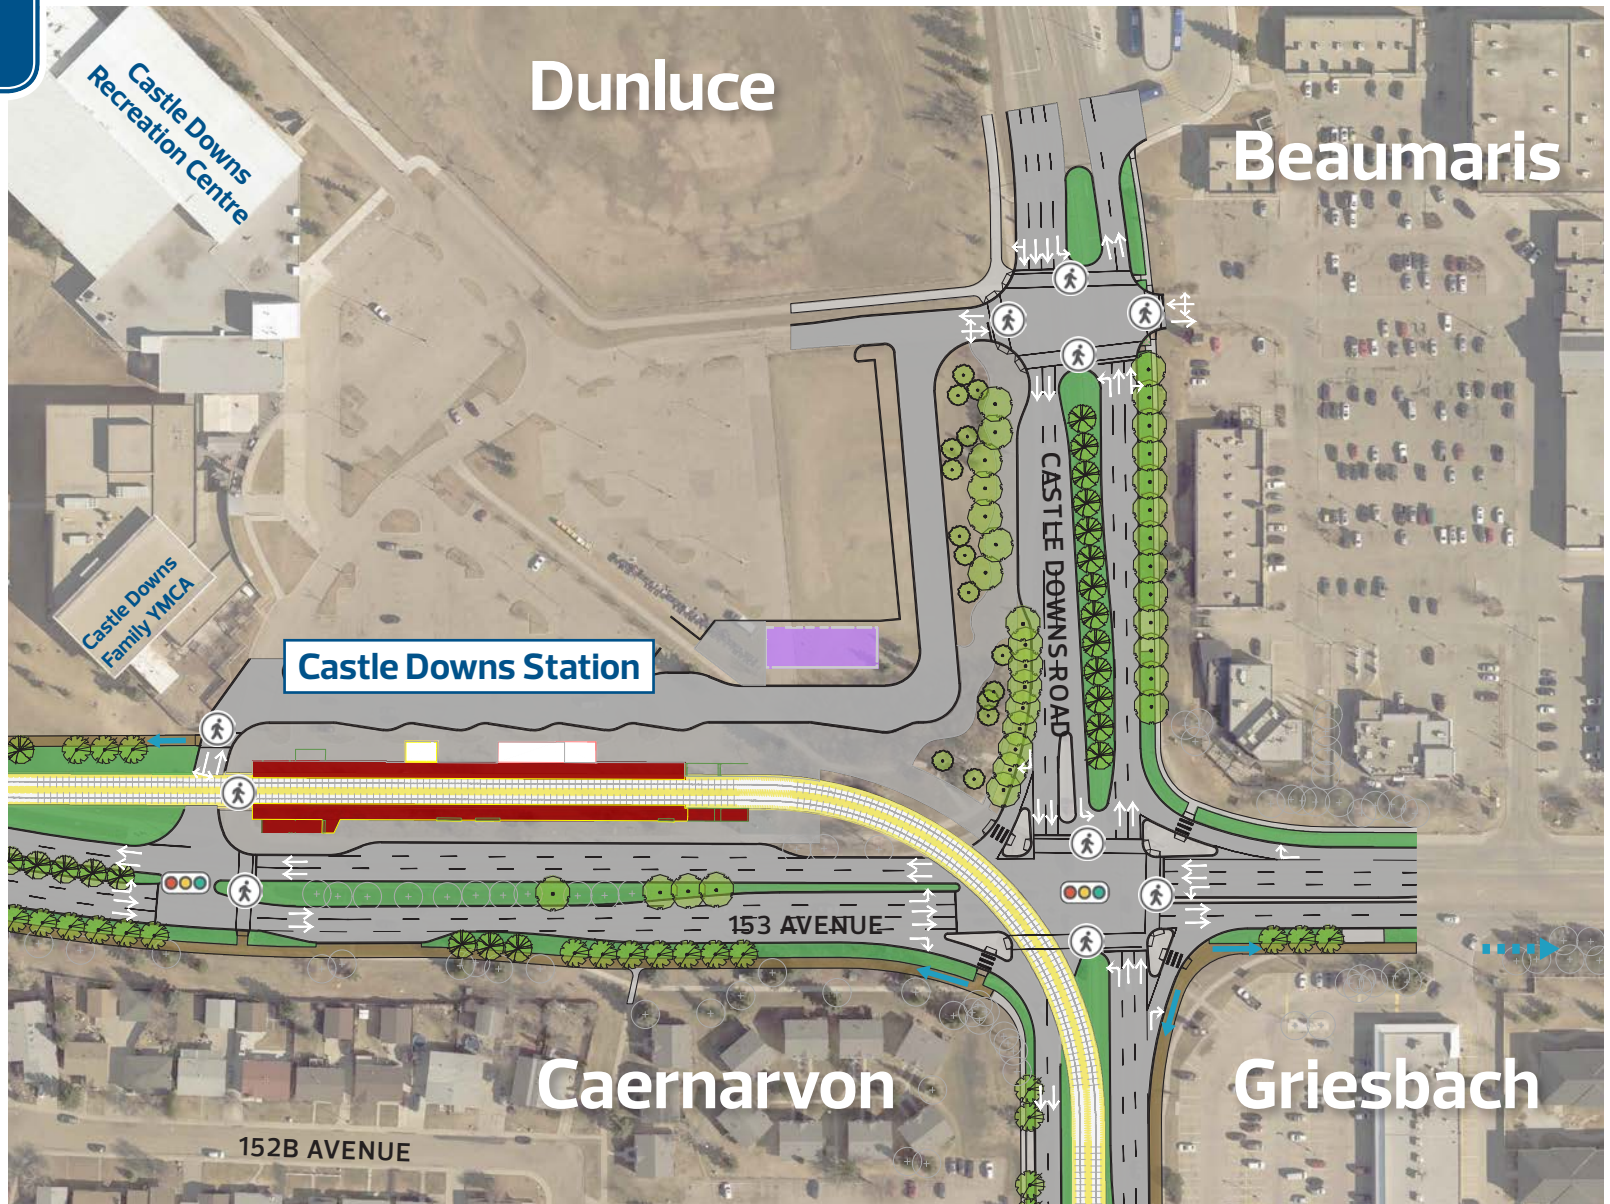 Dunluce
Beaumaris
Castle Downs
Recreation Centre
CASTLE DOWNS ROAD
Castle Downs
Family YMCA
Castle Downs Station
153 AVENUE
Caernarvon
Griesbach
152B AVENUE